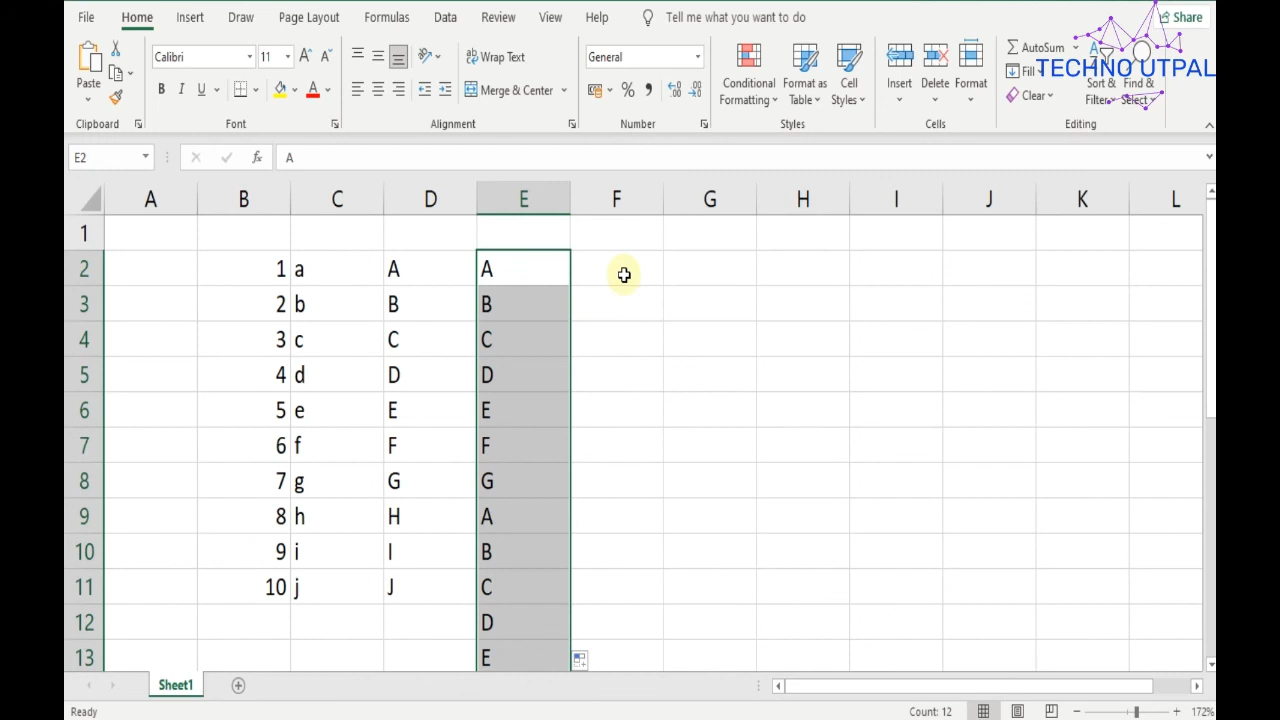 File Home Insert Draw Page Layout Formulas Data Review View Help Tell me what you want to do Share
TECHNO UTPAL
Paste
Clipboard
Calibri 11
B I U
Font
Wrap Text
Merge & Center
Alignment
General
%
Number
Conditional Formatting
Format as Table
Cell Styles
Styles
Insert Delete Format
Cells
AutoSum
Fill
Clear
Sort & Filter
Find & Select
Editing
E2 fx A
A B C D E F G H I J K L
1
2 1 a A A
3 2 b B B
4 3 c C C
5 4 d D D
6 5 e E E
7 6 f F F
8 7 g G G
9 8 h H A
10 9 i I B
11 10 j J C
12 D
13 E
Sheet1
Ready Count: 12 172%